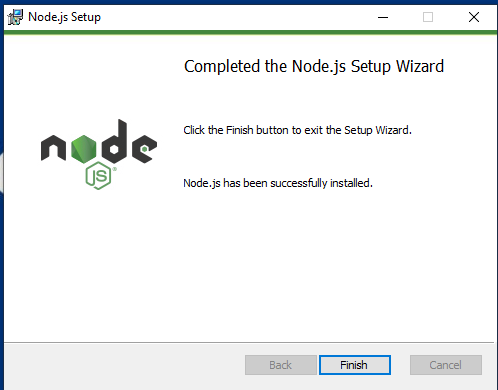 Node.js Setup
Completed the Node.js Setup Wizard
Click the Finish button to exit the Setup Wizard.
node
JS®
Node.js has been successfully installed.
Back
Finish
Cancel